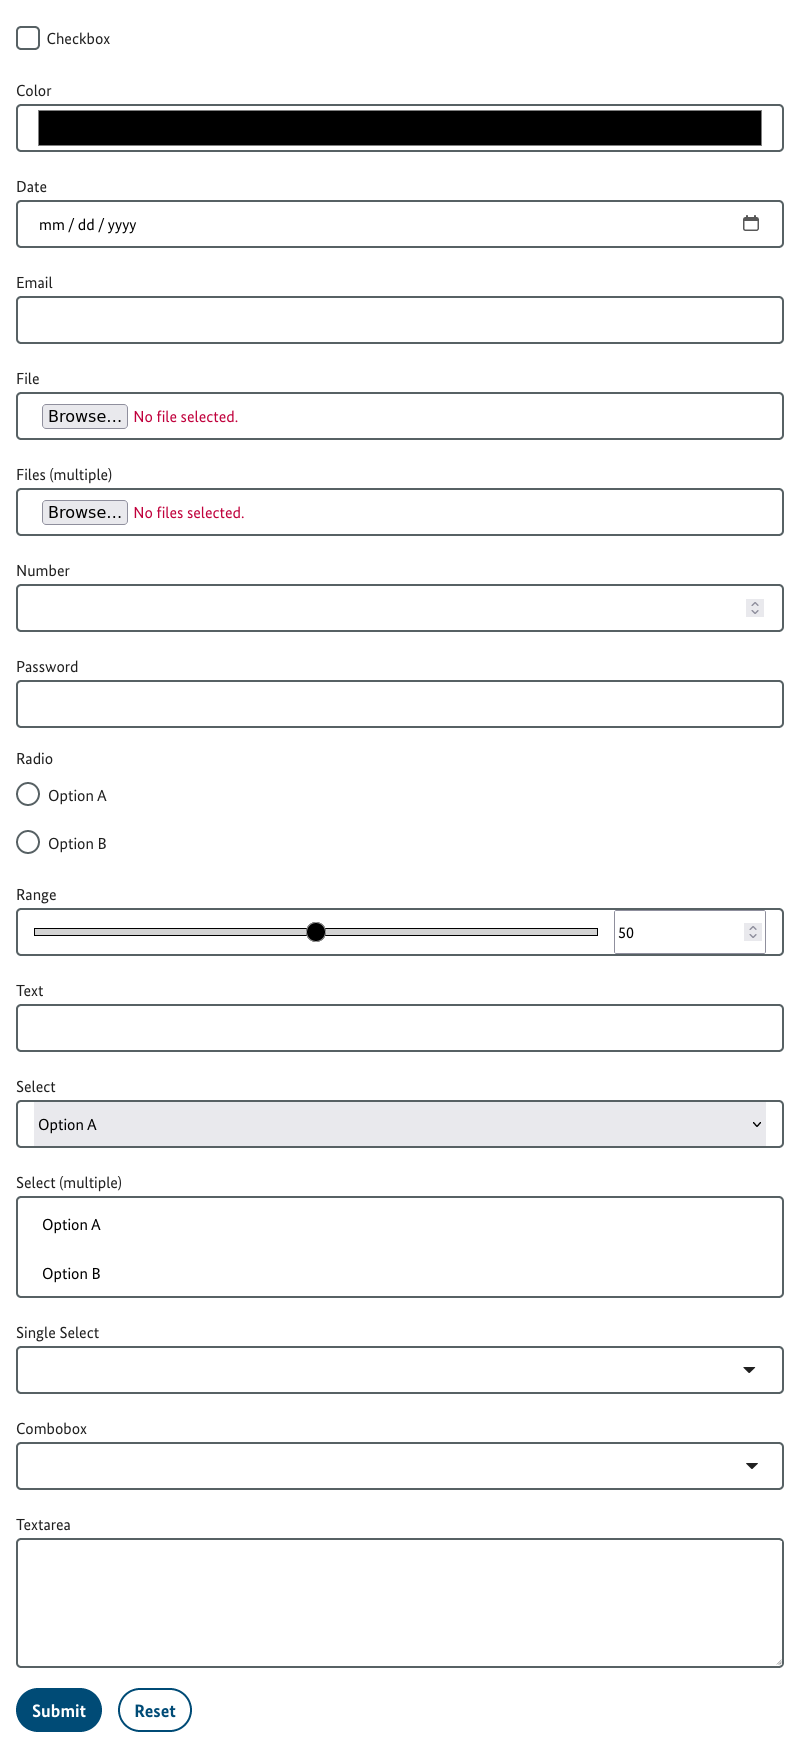 Checkbox
Color
Date
mm / dd / yyyy
Email
File
Browse... No file selected.
Files (multiple)
Browse... No files selected.
Number
Password
Radio
Option A
Option B
Range
50
Text
Select
Option A
Select (multiple)
Option A
Option B
Single Select
Combobox
Textarea
Submit Reset